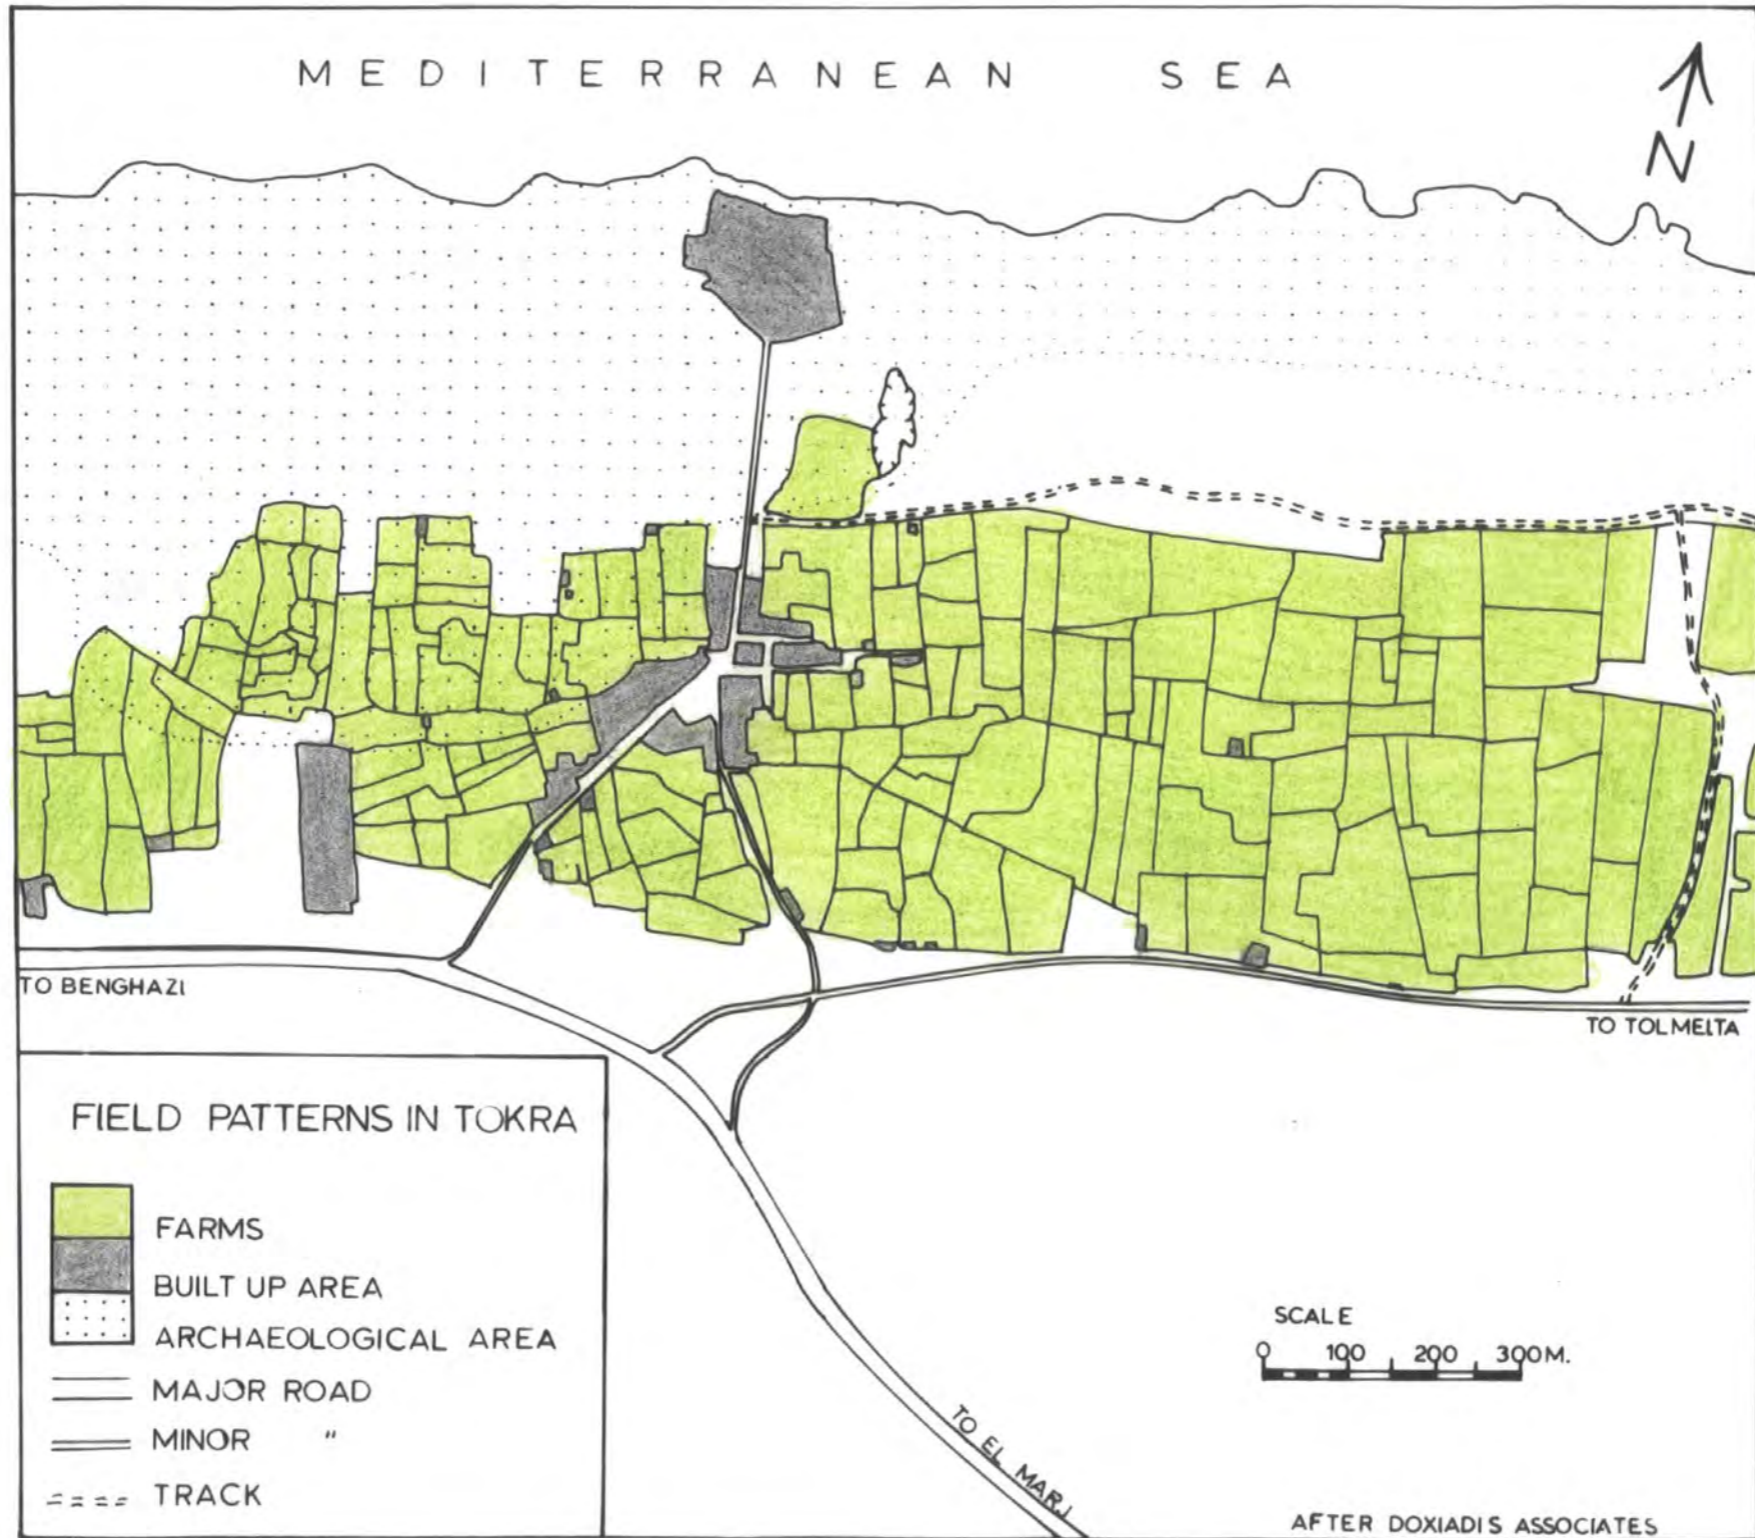 MEDITERRANEAN SEA
N
TO BENGHAZI
TO TOLMEITA
FIELD PATTERNS IN TOKRA
FARMS
BUILT UP AREA
ARCHAEOLOGICAL AREA
MAJOR ROAD
MINOR "
TRACK
SCALE
0 100 200 300M.
TO EL MARJ
AFTER DOXIADIS ASSOCIATES